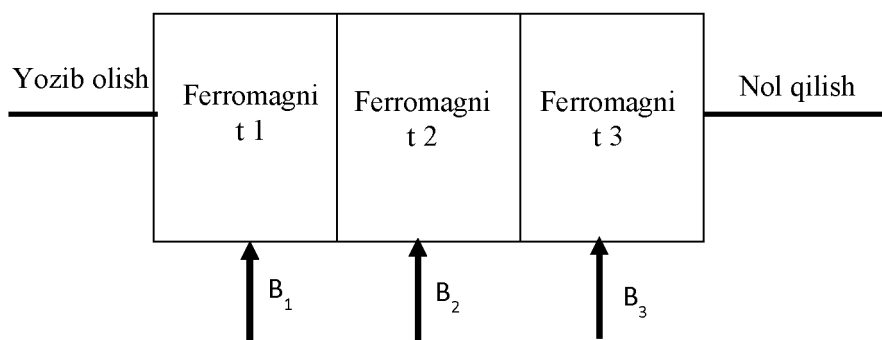 Yozib olish
Ferromagni
t 1
Ferromagni
t 2
Ferromagni
t 3
Nol qilish
B₁
B₂
B₃